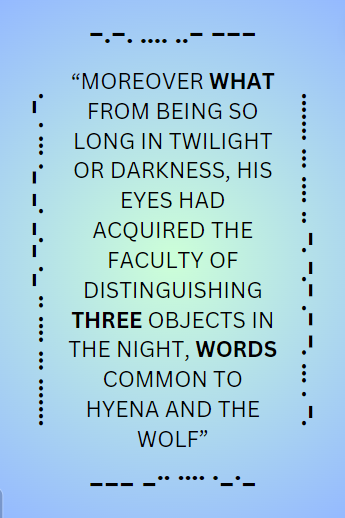 −.−. .... ..− −−−
“MOREOVER WHAT
FROM BEING SO
LONG IN TWILIGHT
OR DARKNESS, HIS
EYES HAD
ACQUIRED THE
FACULTY OF
DISTINGUISHING
THREE OBJECTS IN
THE NIGHT, WORDS
COMMON TO
HYENA AND THE
WOLF”
−−− −·· ···· ·−·−